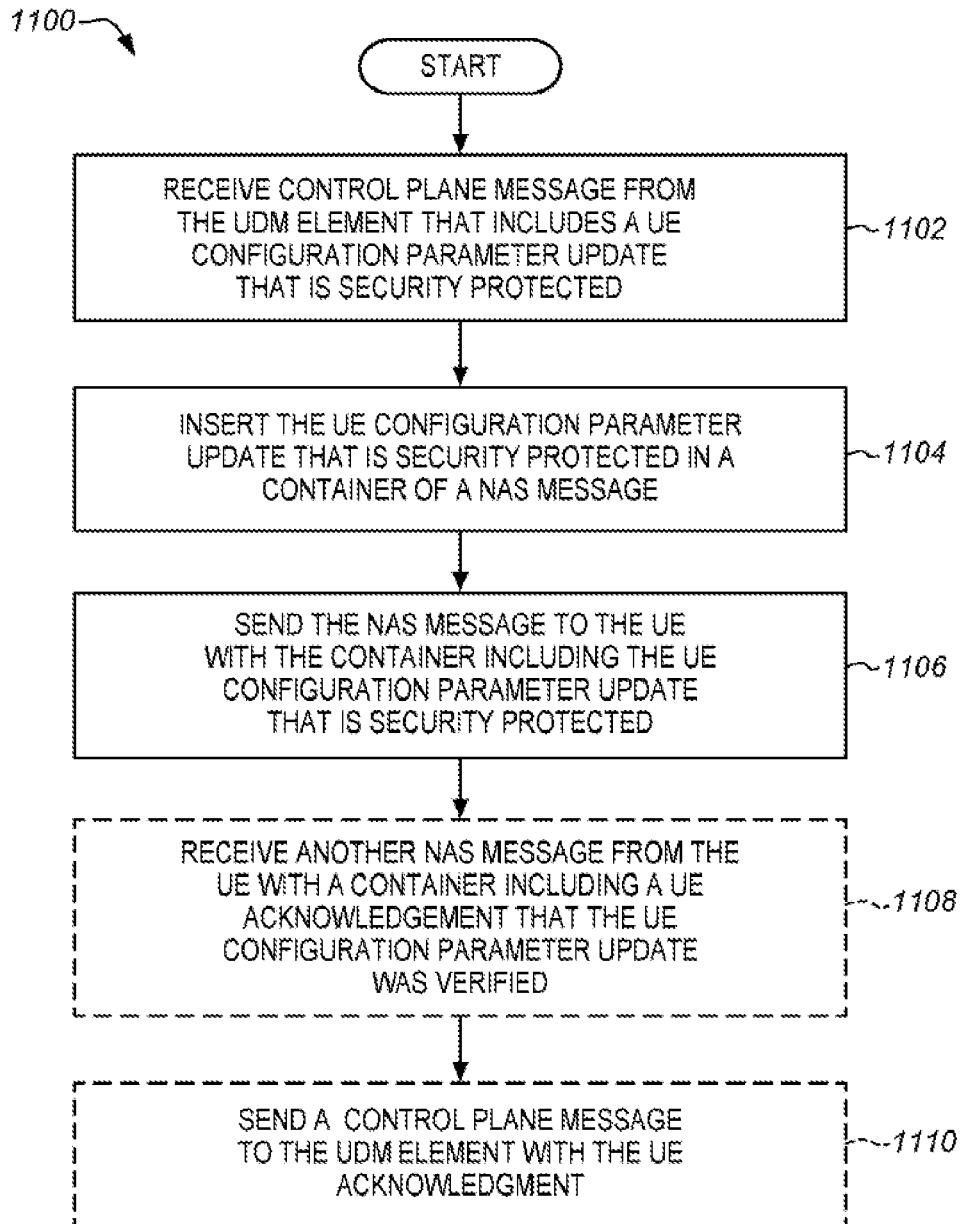 1100
START
RECEIVE CONTROL PLANE MESSAGE FROM
THE UDM ELEMENT THAT INCLUDES A UE
CONFIGURATION PARAMETER UPDATE
THAT IS SECURITY PROTECTED
1102
INSERT THE UE CONFIGURATION PARAMETER
UPDATE THAT IS SECURITY PROTECTED IN A
CONTAINER OF A NAS MESSAGE
1104
SEND THE NAS MESSAGE TO THE UE
WITH THE CONTAINER INCLUDING THE UE
CONFIGURATION PARAMETER UPDATE
THAT IS SECURITY PROTECTED
1106
RECEIVE ANOTHER NAS MESSAGE FROM THE
UE WITH A CONTAINER INCLUDING A UE
ACKNOWLEDGEMENT THAT THE UE
CONFIGURATION PARAMETER UPDATE
WAS VERIFIED
1108
SEND A CONTROL PLANE MESSAGE
TO THE UDM ELEMENT WITH THE UE
ACKNOWLEDGMENT
1110